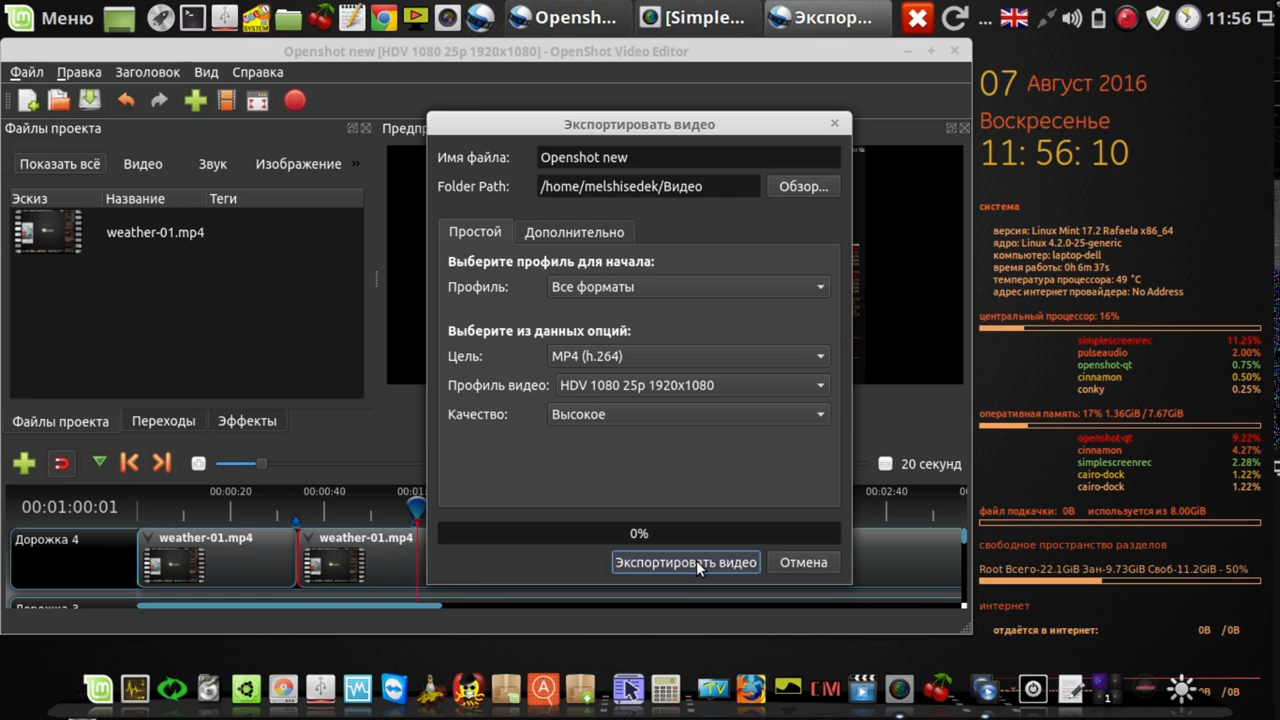 Меню
Opensh...
[Simple...
Экспор...
...
11:56
Openshot new [HDV 1080 25p 1920x1080] - OpenShot Video Editor
Файл Правка Заголовок Вид Справка
Файлы проекта
Показать всё Видео Звук Изображение »
Эскиз Название Теги
weather-01.mp4
Файлы проекта Переходы Эффекты
Экспортировать видео
Имя файла: Openshot new
Folder Path: /home/melshisedek/Видео Обзор...
Простой Дополнительно
Выберите профиль для начала:
Профиль: Все форматы
Выберите из данных опций:
Цель: MP4 (h.264)
Профиль видео: HDV 1080 25p 1920x1080
Качество: Высокое
0%
Экспортировать видео Отмена
20 секунд
00:01:00:01 00:00:20 00:00:40 00:02:40
Дорожка 4 weather-01.mp4 weather-01.mp4
07 Август 2016
Воскресенье
11: 56: 10
система
версия: Linux Mint 17.2 Rafaela x86_64
ядро: Linux 4.2.0-25-generic
компьютер: laptop-dell
время работы: 0h 6m 37s
температура процессора: 49 °C
адрес интернет провайдера: No Address
центральный процессор: 16%
simplescreenrec 11.25%
pulseaudio 2.00%
openshot-qt 0.75%
cinnamon 0.50%
conky 0.25%
оперативная память: 17% 1.36GiB / 7.67GiB
openshot-qt 9.22%
cinnamon 4.27%
simplescreenrec 2.28%
cairo-dock 1.22%
cairo-dock 1.22%
файл подкачки: 0B используется из 8.00GiB
свободное пространство разделов
Root Всего-22.1GiB Зан-9.73GiB Своб-11.2GiB - 50%
интернет
отдаётся в интернет: 0B /0B
/0B